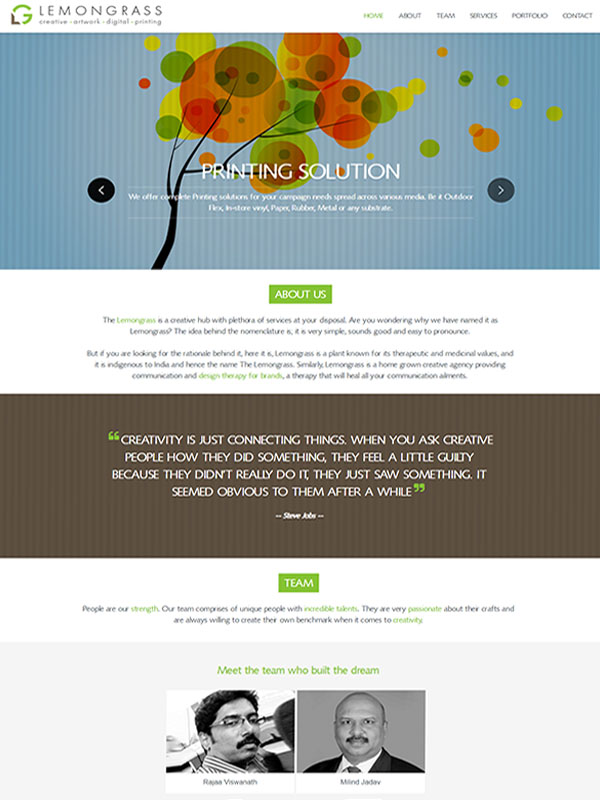 LEMONGRASS
creative - artwork - digital - printing
HOME ABOUT TEAM SERVICES PORTFOLIO CONTACT
PRINTING SOLUTION
We offer complete Printing solutions for your campaign needs spread across various media. Be it Outdoor
Flex, In-store vinyl, Paper, Rubber, Metal or any substrate.
ABOUT US
The Lemongrass is a creative hub with plethora of services at your disposal. Are you wondering why we have named it as
Lemongrass? The idea behind the nomenclature is, it is very simple, sounds good and easy to pronounce.
But if you are looking for the rationale behind it, here it is, Lemongrass is a plant known for its therapeutic and medicinal values, and
it is indigenous to India and hence the name The Lemongrass. Similarly, Lemongrass is a home grown creative agency providing
communication and design therapy for brands, a therapy that will heal all your communication ailments.
❝CREATIVITY IS JUST CONNECTING THINGS. WHEN YOU ASK CREATIVE
PEOPLE HOW THEY DID SOMETHING, THEY FEEL A LITTLE GUILTY
BECAUSE THEY DIDN'T REALLY DO IT, THEY JUST SAW SOMETHING. IT
SEEMED OBVIOUS TO THEM AFTER A WHILE❞
-- Steve Jobs --
TEAM
People are our strength. Our team comprises of unique people with incredible talents. They are very passionate about their crafts and
are always willing to create their own benchmark when it comes to creativity.
Meet the team who built the dream
Rajaa Viswanath Milind Jadav